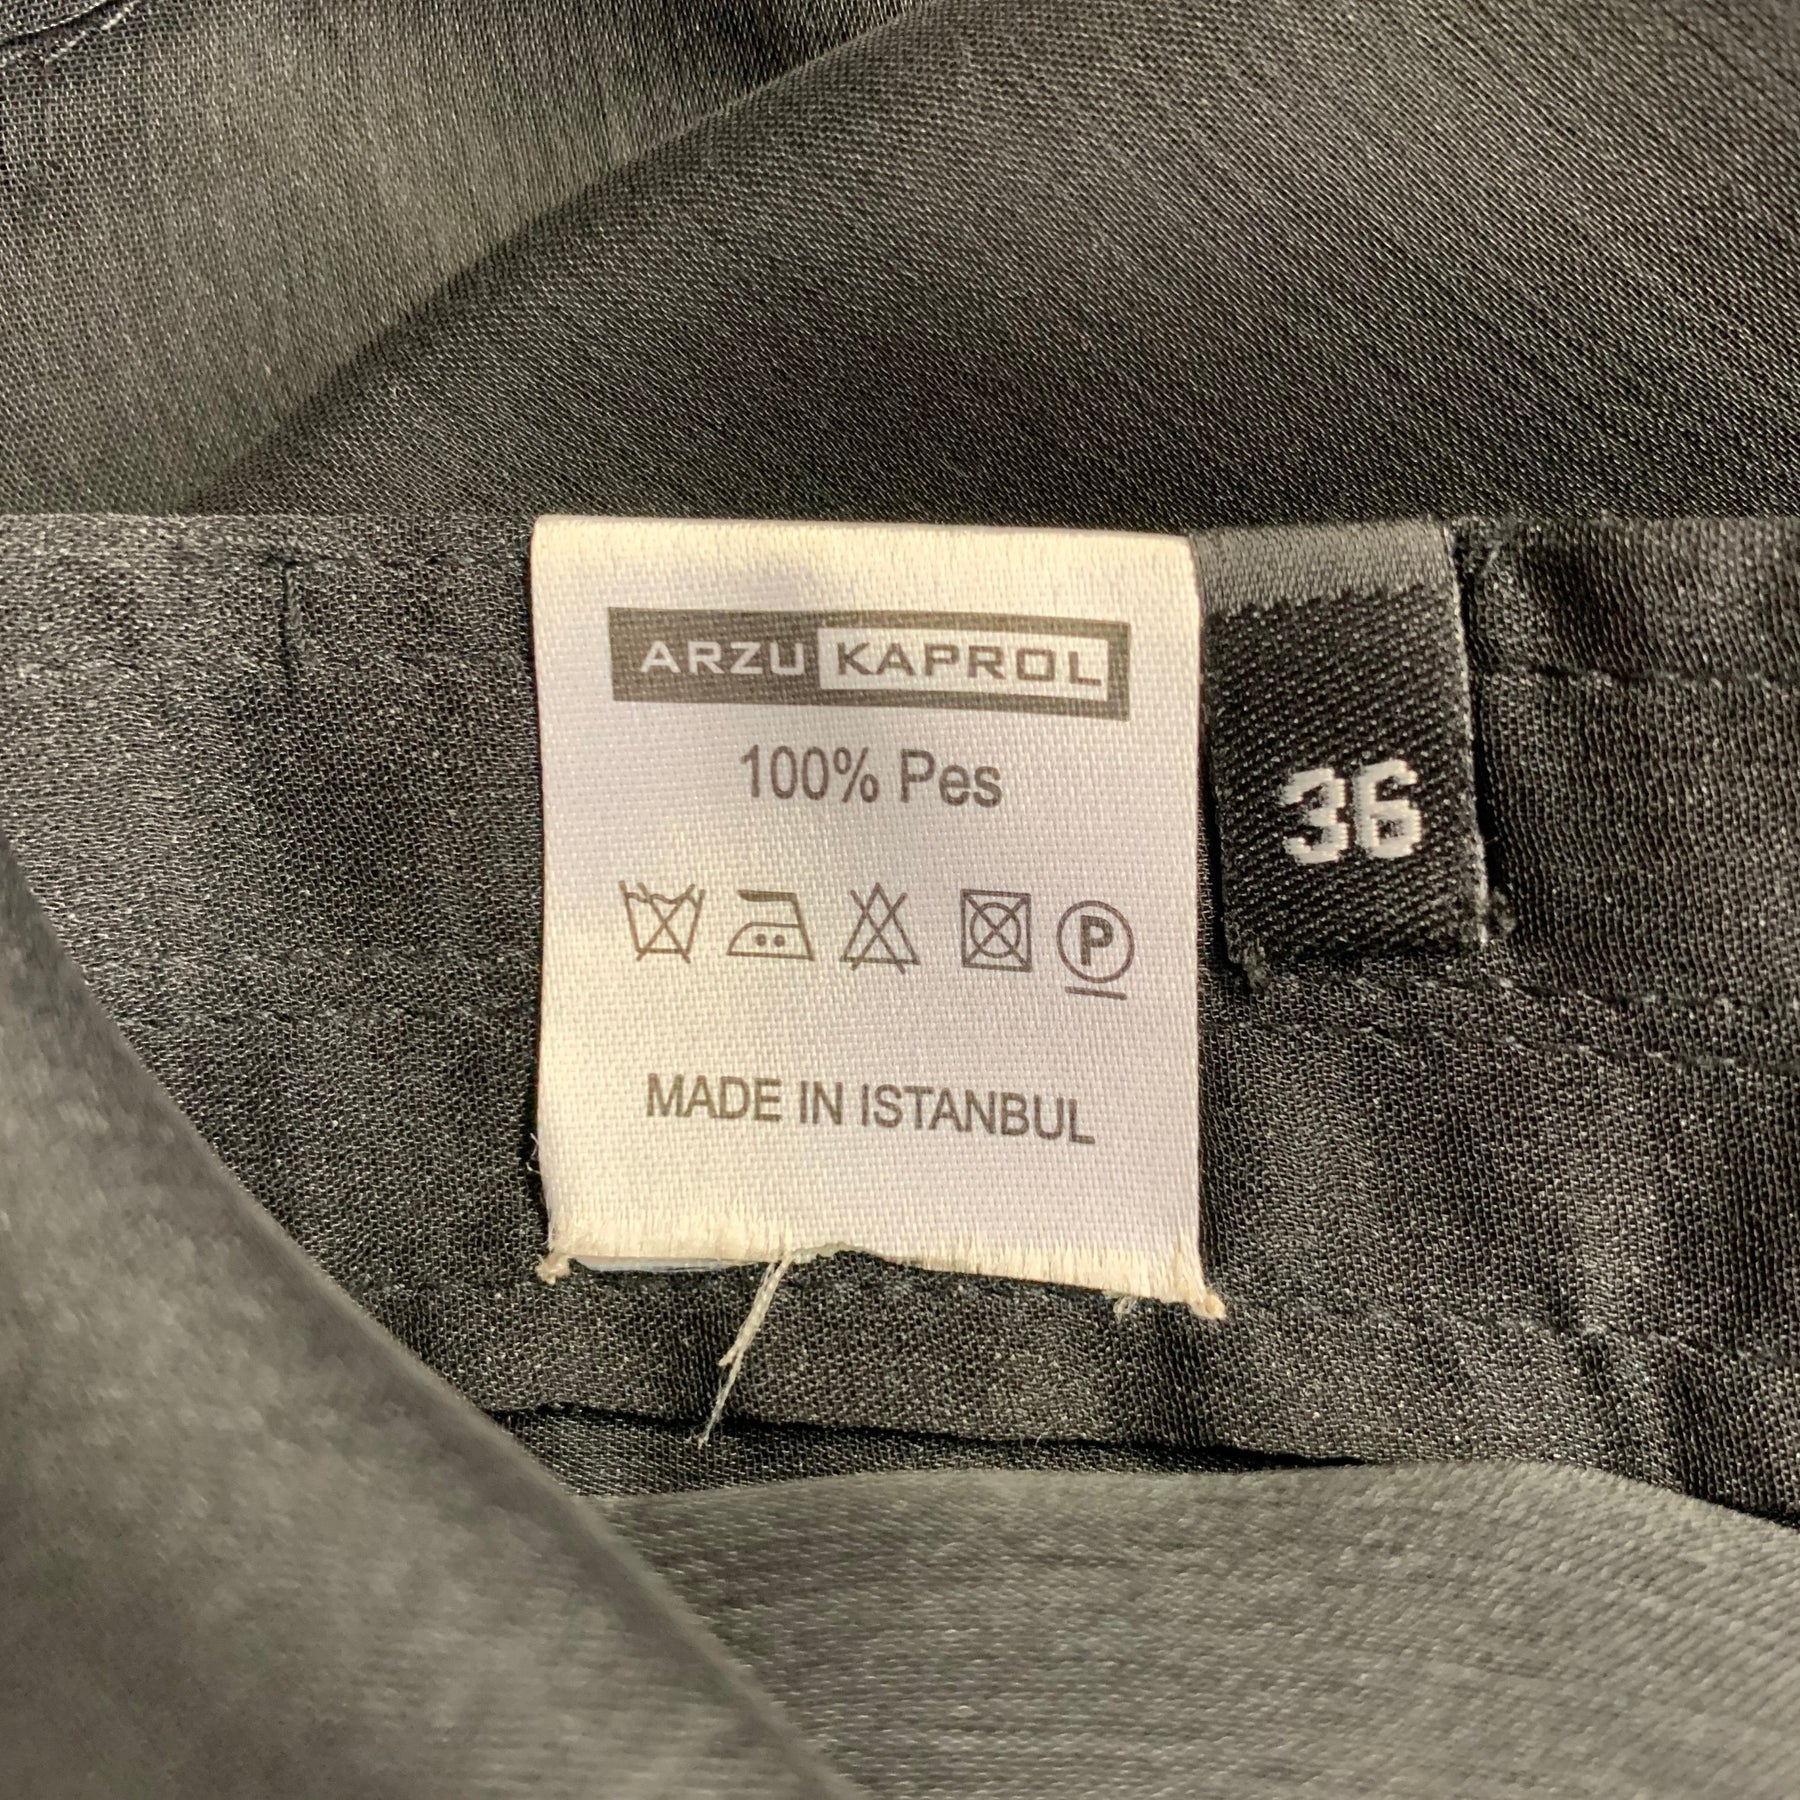 ARZU KAPROL
100% Pes
36
P
MADE IN ISTANBUL